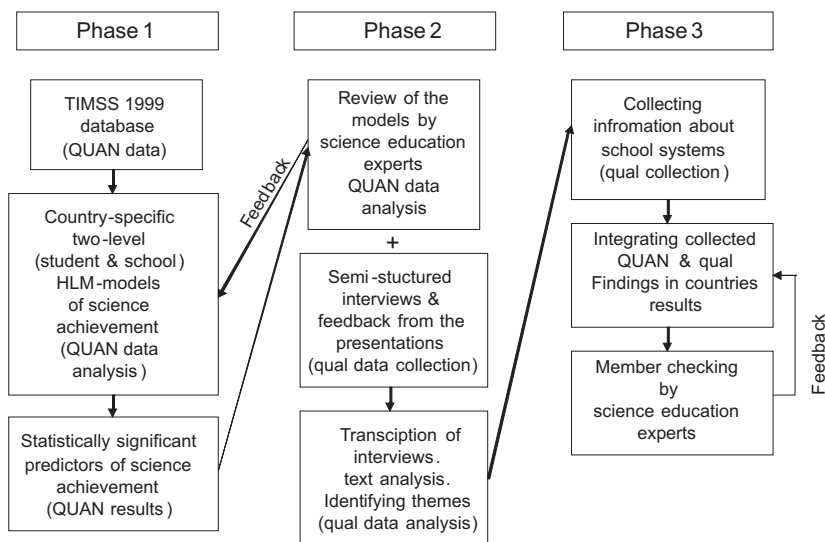 Phase 1
TIMSS 1999
database
(QUAN data)
Country-specific
two-level
(student & school)
HLM-models
of science
achievement
(QUAN data
analysis)
Statistically significant
predictors of science
achievement
(QUAN results)
Feedback
Phase 2
Review of the
models by
science education
experts
QUAN data
analysis
+
Semi-stuctured
interviews &
feedback from the
presentations
(qual data collection)
Transciption of
interviews.
text analysis.
Identifying themes
(qual data analysis)
Phase 3
Collecting
infromation about
school systems
(qual collection)
Integrating collected
QUAN & qual
Findings in countries
results
Member checking
by
science education
experts
Feedback